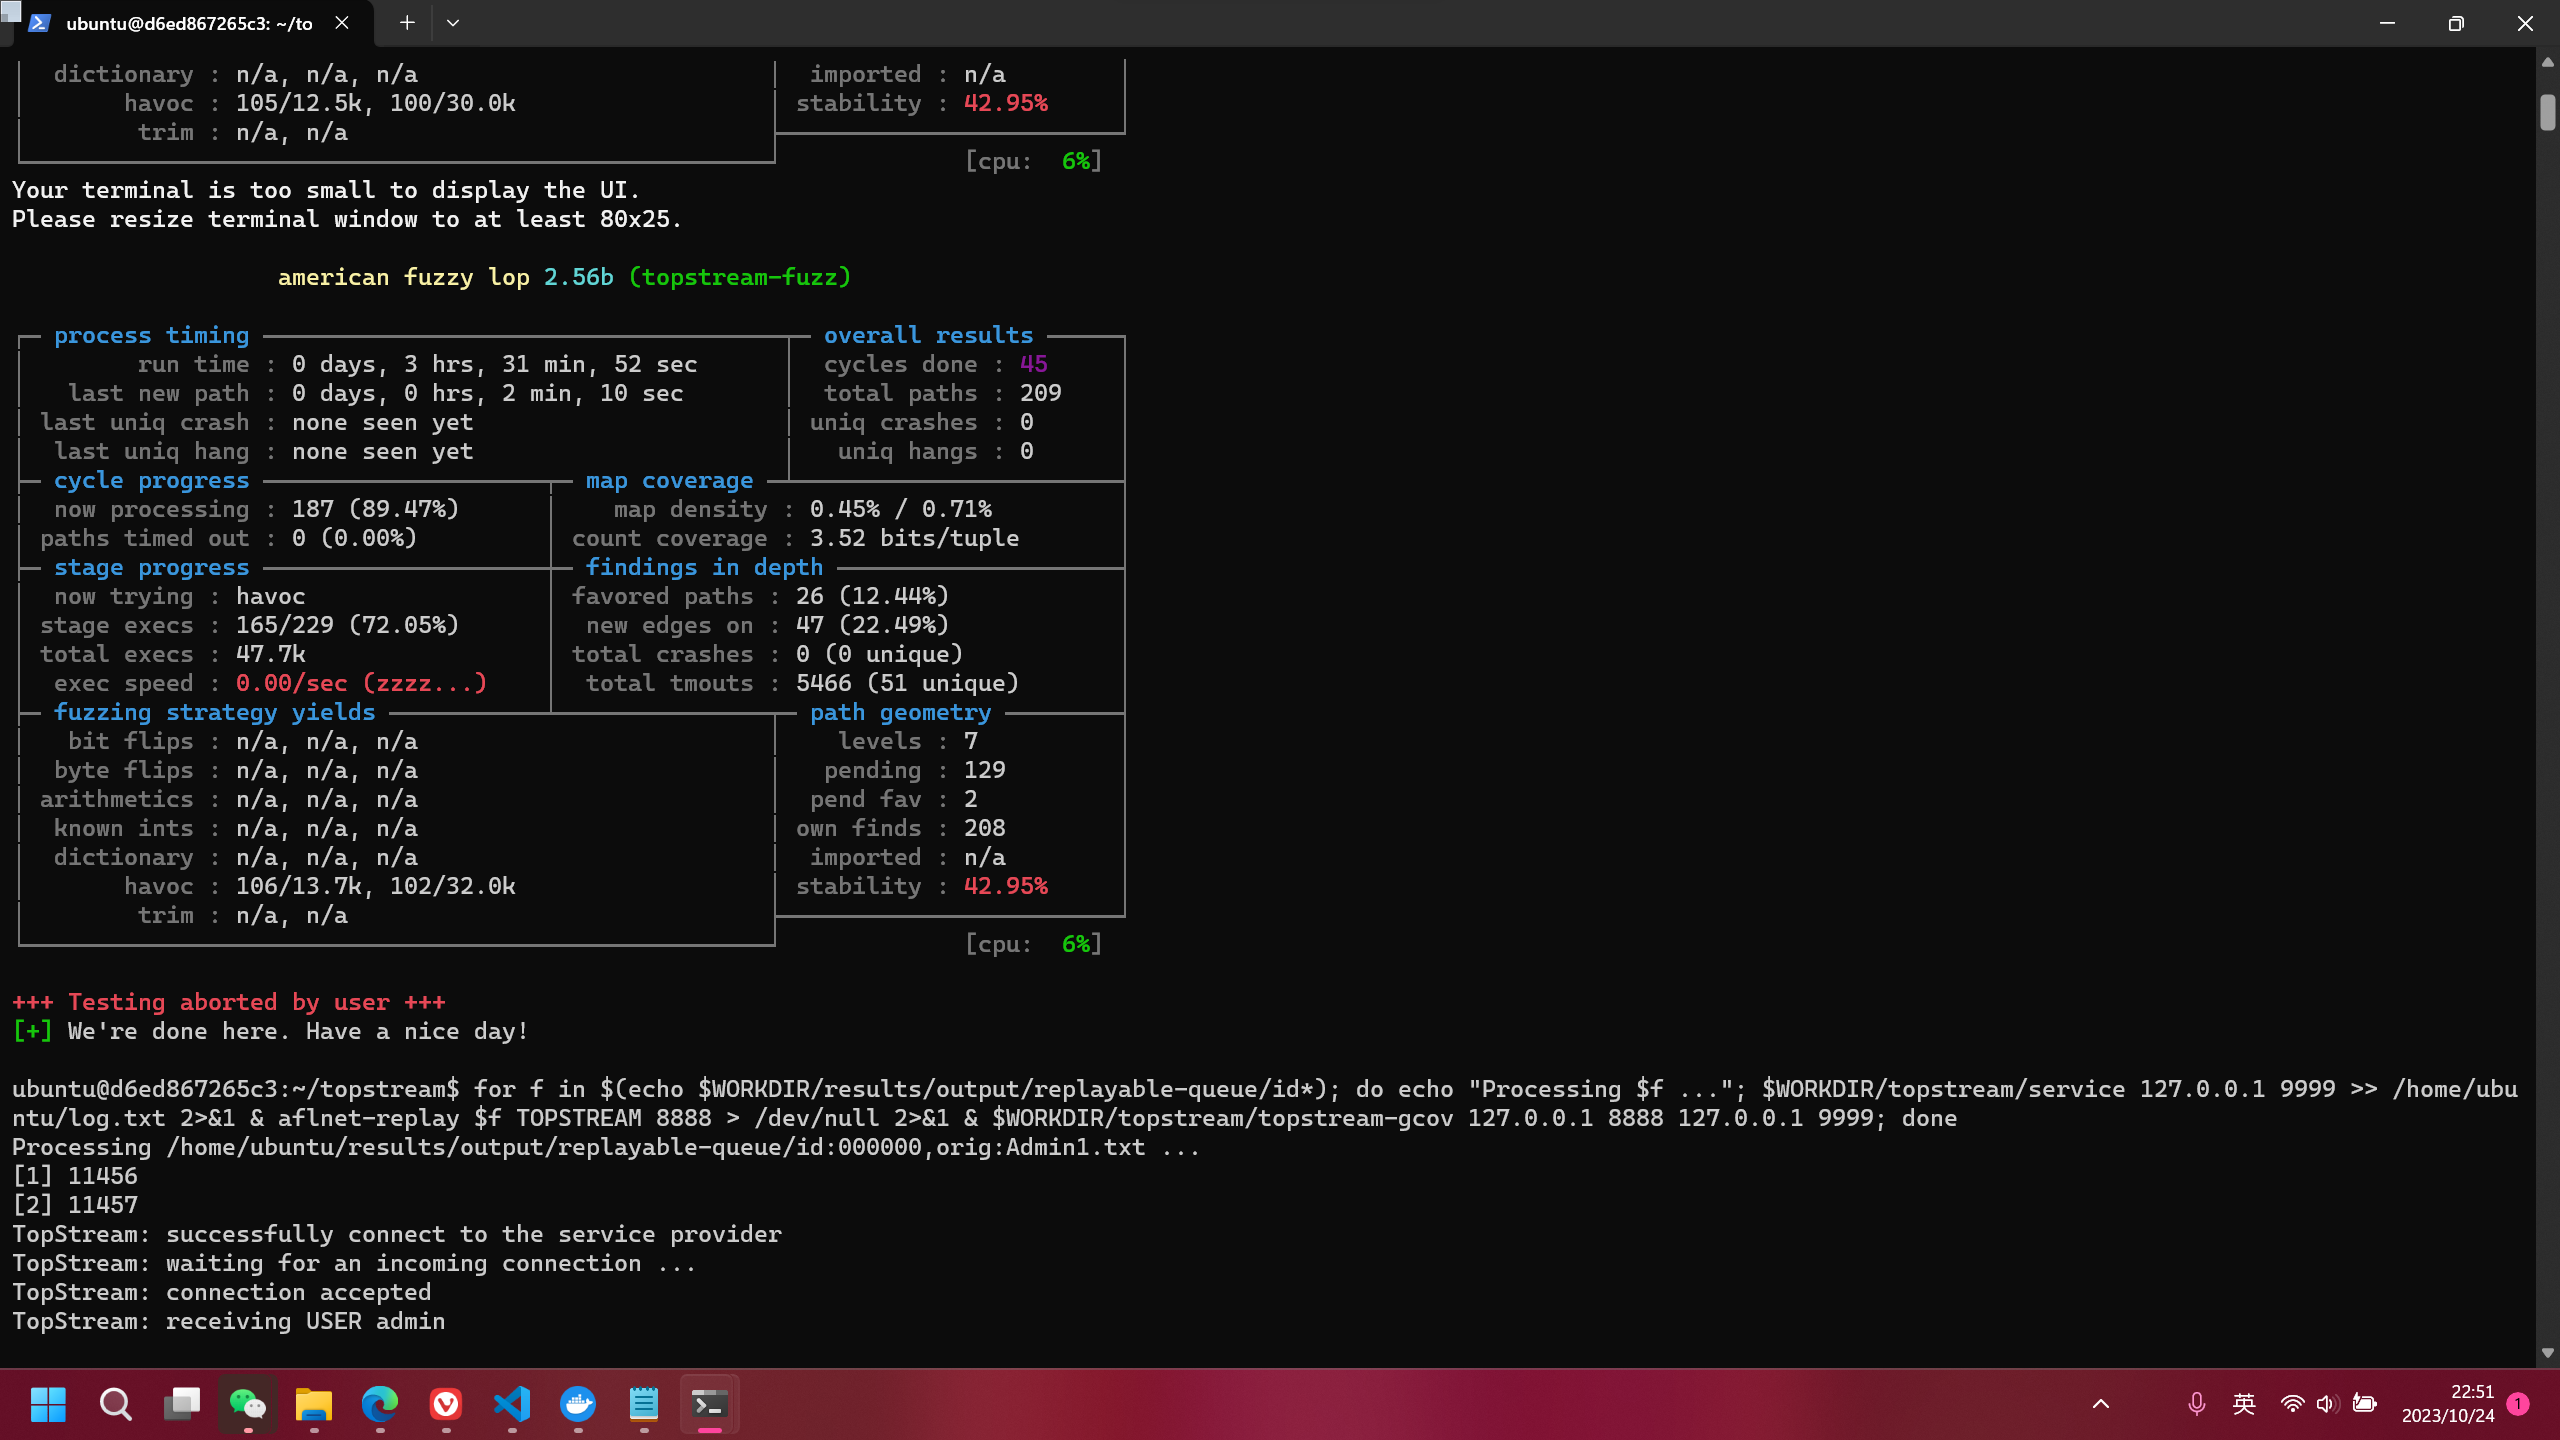 ubuntu@d6ed867265c3: ~/to
dictionary : n/a, n/a, n/a imported : n/a
havoc : 105/12.5k, 100/30.0k stability : 42.95%
trim : n/a, n/a
[cpu: 6%]
Your terminal is too small to display the UI.
Please resize terminal window to at least 80x25.
american fuzzy lop 2.56b (topstream-fuzz)
process timing overall results
run time : 0 days, 3 hrs, 31 min, 52 sec cycles done : 45
last new path : 0 days, 0 hrs, 2 min, 10 sec total paths : 209
last uniq crash : none seen yet uniq crashes : 0
last uniq hang : none seen yet uniq hangs : 0
cycle progress map coverage
now processing : 187 (89.47%) map density : 0.45% / 0.71%
paths timed out : 0 (0.00%) count coverage : 3.52 bits/tuple
stage progress findings in depth
now trying : havoc favored paths : 26 (12.44%)
stage execs : 165/229 (72.05%) new edges on : 47 (22.49%)
total execs : 47.7k total crashes : 0 (0 unique)
exec speed : 0.00/sec (zzzz...) total tmouts : 5466 (51 unique)
fuzzing strategy yields path geometry
bit flips : n/a, n/a, n/a levels : 7
byte flips : n/a, n/a, n/a pending : 129
arithmetics : n/a, n/a, n/a pend fav : 2
known ints : n/a, n/a, n/a own finds : 208
dictionary : n/a, n/a, n/a imported : n/a
havoc : 106/13.7k, 102/32.0k stability : 42.95%
trim : n/a, n/a
[cpu: 6%]
+++ Testing aborted by user +++
[+] We're done here. Have a nice day!
ubuntu@d6ed867265c3:~/topstream$ for f in $(echo $WORKDIR/results/output/replayable-queue/id*); do echo "Processing $f ..."; $WORKDIR/topstream/service 127.0.0.1 9999 >> /home/ubu
ntu/log.txt 2>&1 & aflnet-replay $f TOPSTREAM 8888 > /dev/null 2>&1 & $WORKDIR/topstream/topstream-gcov 127.0.0.1 8888 127.0.0.1 9999; done
Processing /home/ubuntu/results/output/replayable-queue/id:000000,orig:Admin1.txt ...
[1] 11456
[2] 11457
TopStream: successfully connect to the service provider
TopStream: waiting for an incoming connection ...
TopStream: connection accepted
TopStream: receiving USER admin
英
22:51
2023/10/24
1